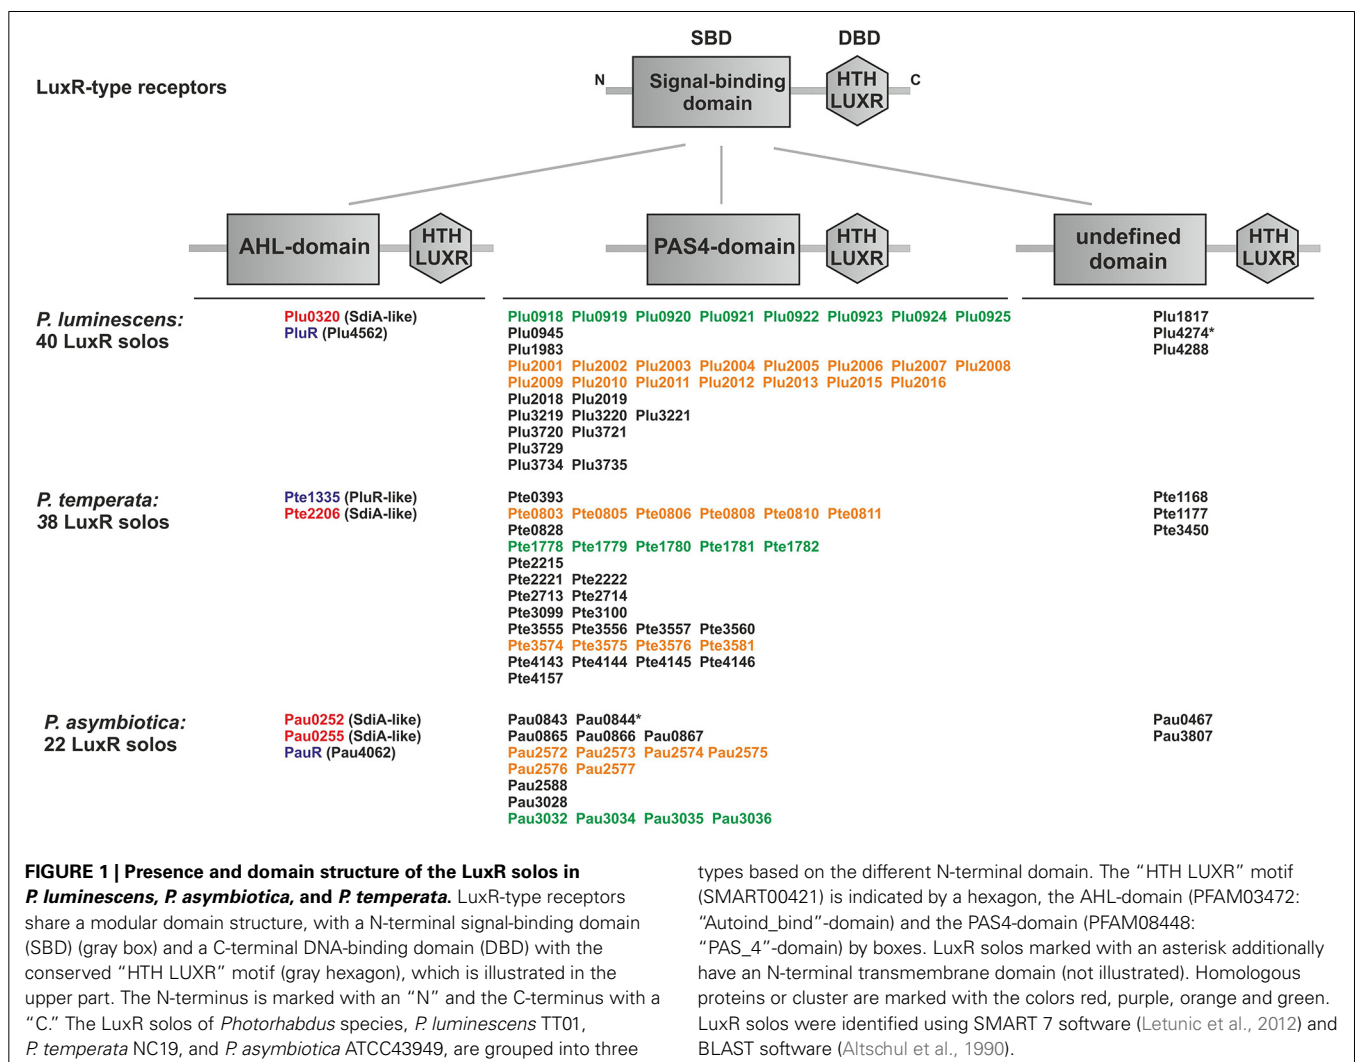 SBD DBD
LuxR-type receptors
N Signal-binding domain HTH LUXR C
AHL-domain HTH LUXR
PAS4-domain HTH LUXR
undefined domain HTH LUXR
P. luminescens:
40 LuxR solos
Plu0320 (SdiA-like)
PluR (Plu4562)
Plu0918 Plu0919 Plu0920 Plu0921 Plu0922 Plu0923 Plu0924 Plu0925
Plu0945
Plu1983
Plu2001 Plu2002 Plu2003 Plu2004 Plu2005 Plu2006 Plu2007 Plu2008
Plu2009 Plu2010 Plu2011 Plu2012 Plu2013 Plu2015 Plu2016
Plu2018 Plu2019
Plu3219 Plu3220 Plu3221
Plu3720 Plu3721
Plu3729
Plu3734 Plu3735
Plu1817
Plu4274*
Plu4288
P. temperata:
38 LuxR solos
Pte1335 (PluR-like)
Pte2206 (SdiA-like)
Pte0393
Pte0803 Pte0805 Pte0806 Pte0808 Pte0810 Pte0811
Pte0828
Pte1778 Pte1779 Pte1780 Pte1781 Pte1782
Pte2215
Pte2221 Pte2222
Pte2713 Pte2714
Pte3099 Pte3100
Pte3555 Pte3556 Pte3557 Pte3560
Pte3574 Pte3575 Pte3576 Pte3581
Pte4143 Pte4144 Pte4145 Pte4146
Pte4157
Pte1168
Pte1177
Pte3450
P. asymbiotica:
22 LuxR solos
Pau0252 (SdiA-like)
Pau0255 (SdiA-like)
PauR (Pau4062)
Pau0843 Pau0844*
Pau0865 Pau0866 Pau0867
Pau2572 Pau2573 Pau2574 Pau2575
Pau2576 Pau2577
Pau2588
Pau3028
Pau3032 Pau3034 Pau3035 Pau3036
Pau0467
Pau3807
FIGURE 1 | Presence and domain structure of the LuxR solos in
P. luminescens, P. asymbiotica, and P. temperata. LuxR-type receptors
share a modular domain structure, with a N-terminal signal-binding domain
(SBD) (gray box) and a C-terminal DNA-binding domain (DBD) with the
conserved “HTH LUXR” motif (gray hexagon), which is illustrated in the
upper part. The N-terminus is marked with an “N” and the C-terminus with a
“C.” The LuxR solos of Photorhabdus species, P. luminescens TT01,
P. temperata NC19, and P. asymbiotica ATCC43949, are grouped into three
types based on the different N-terminal domain. The “HTH LUXR” motif
(SMART00421) is indicated by a hexagon, the AHL-domain (PFAM03472:
“Autoind_bind”-domain) and the PAS4-domain (PFAM08448:
“PAS_4”-domain) by boxes. LuxR solos marked with an asterisk additionally
have an N-terminal transmembrane domain (not illustrated). Homologous
proteins or cluster are marked with the colors red, purple, orange and green.
LuxR solos were identified using SMART 7 software (Letunic et al., 2012) and
BLAST software (Altschul et al., 1990).